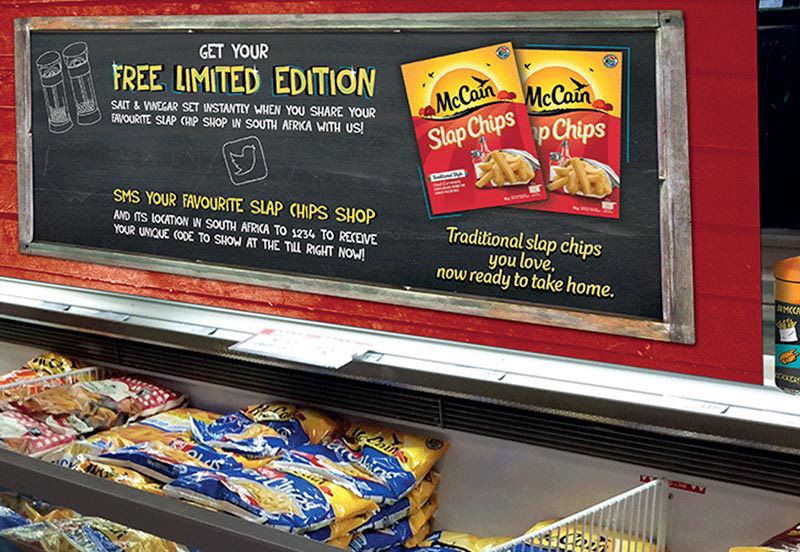 GET YOUR
FREE LIMITED EDITION
SALT & VINEGAR SET INSTANTLY WHEN YOU SHARE YOUR
FAVOURITE SLAP CHIP SHOP IN SOUTH AFRICA WITH US!
SMS YOUR FAVOURITE SLAP CHIPS SHOP
AND ITS LOCATION IN SOUTH AFRICA TO 1234 TO RECEIVE
YOUR UNIQUE CODE TO SHOW AT THE TILL RIGHT NOW!
McCain
Slap Chips
Traditional Style
McCain
Slap Chips
Traditional slap chips
you love,
now ready to take home.
McCain